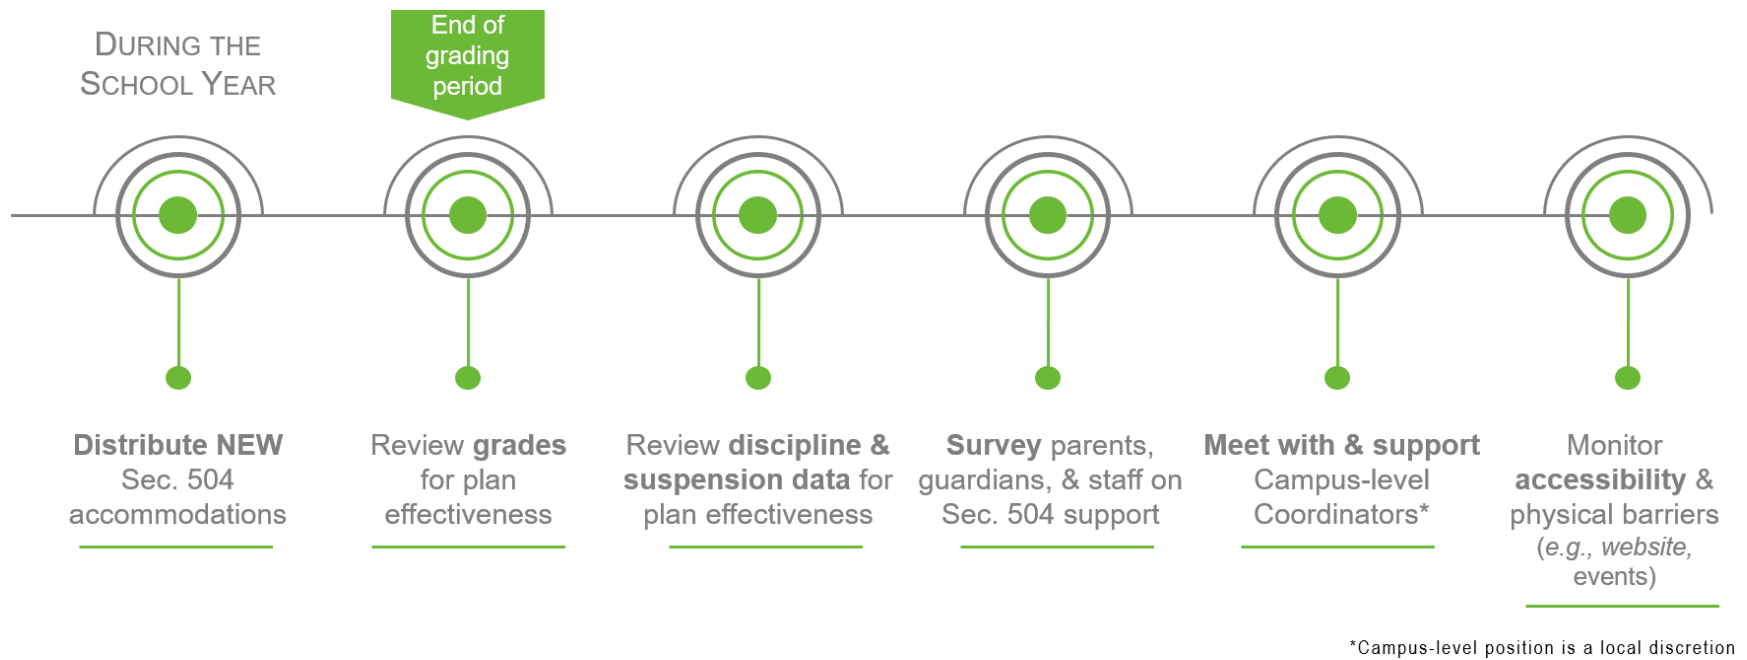 DURING THE
SCHOOL YEAR
End of
grading
period
Distribute NEW
Sec. 504
accommodations
Review grades
for plan
effectiveness
Review discipline &
suspension data for
plan effectiveness
Survey parents,
guardians, & staff on
Sec. 504 support
Meet with & support
Campus-level
Coordinators*
Monitor
accessibility &
physical barriers
(e.g., website,
events)
*Campus-level position is a local discretion